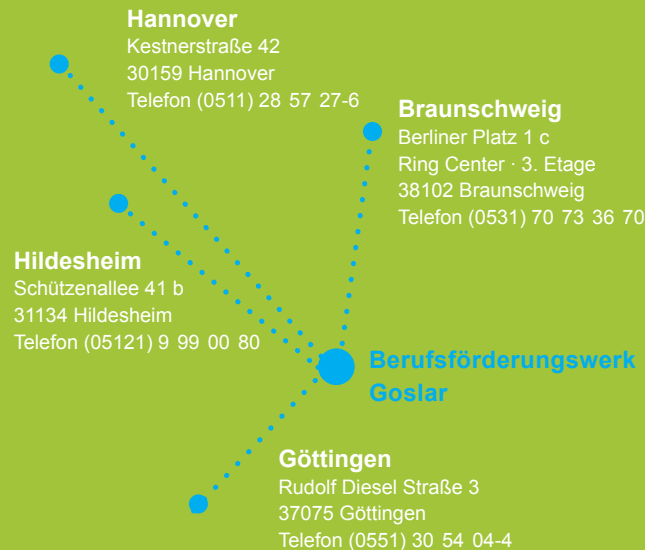 Hannover
Kestnerstraße 42
30159 Hannover
Telefon (0511) 28 57 27-6
Braunschweig
Berliner Platz 1 c
Ring Center · 3. Etage
38102 Braunschweig
Telefon (0531) 70 73 36 70
Hildesheim
Schützenallee 41 b
31134 Hildesheim
Telefon (05121) 9 99 00 80
Berufsförderungswerk
Goslar
Göttingen
Rudolf Diesel Straße 3
37075 Göttingen
Telefon (0551) 30 54 04-4